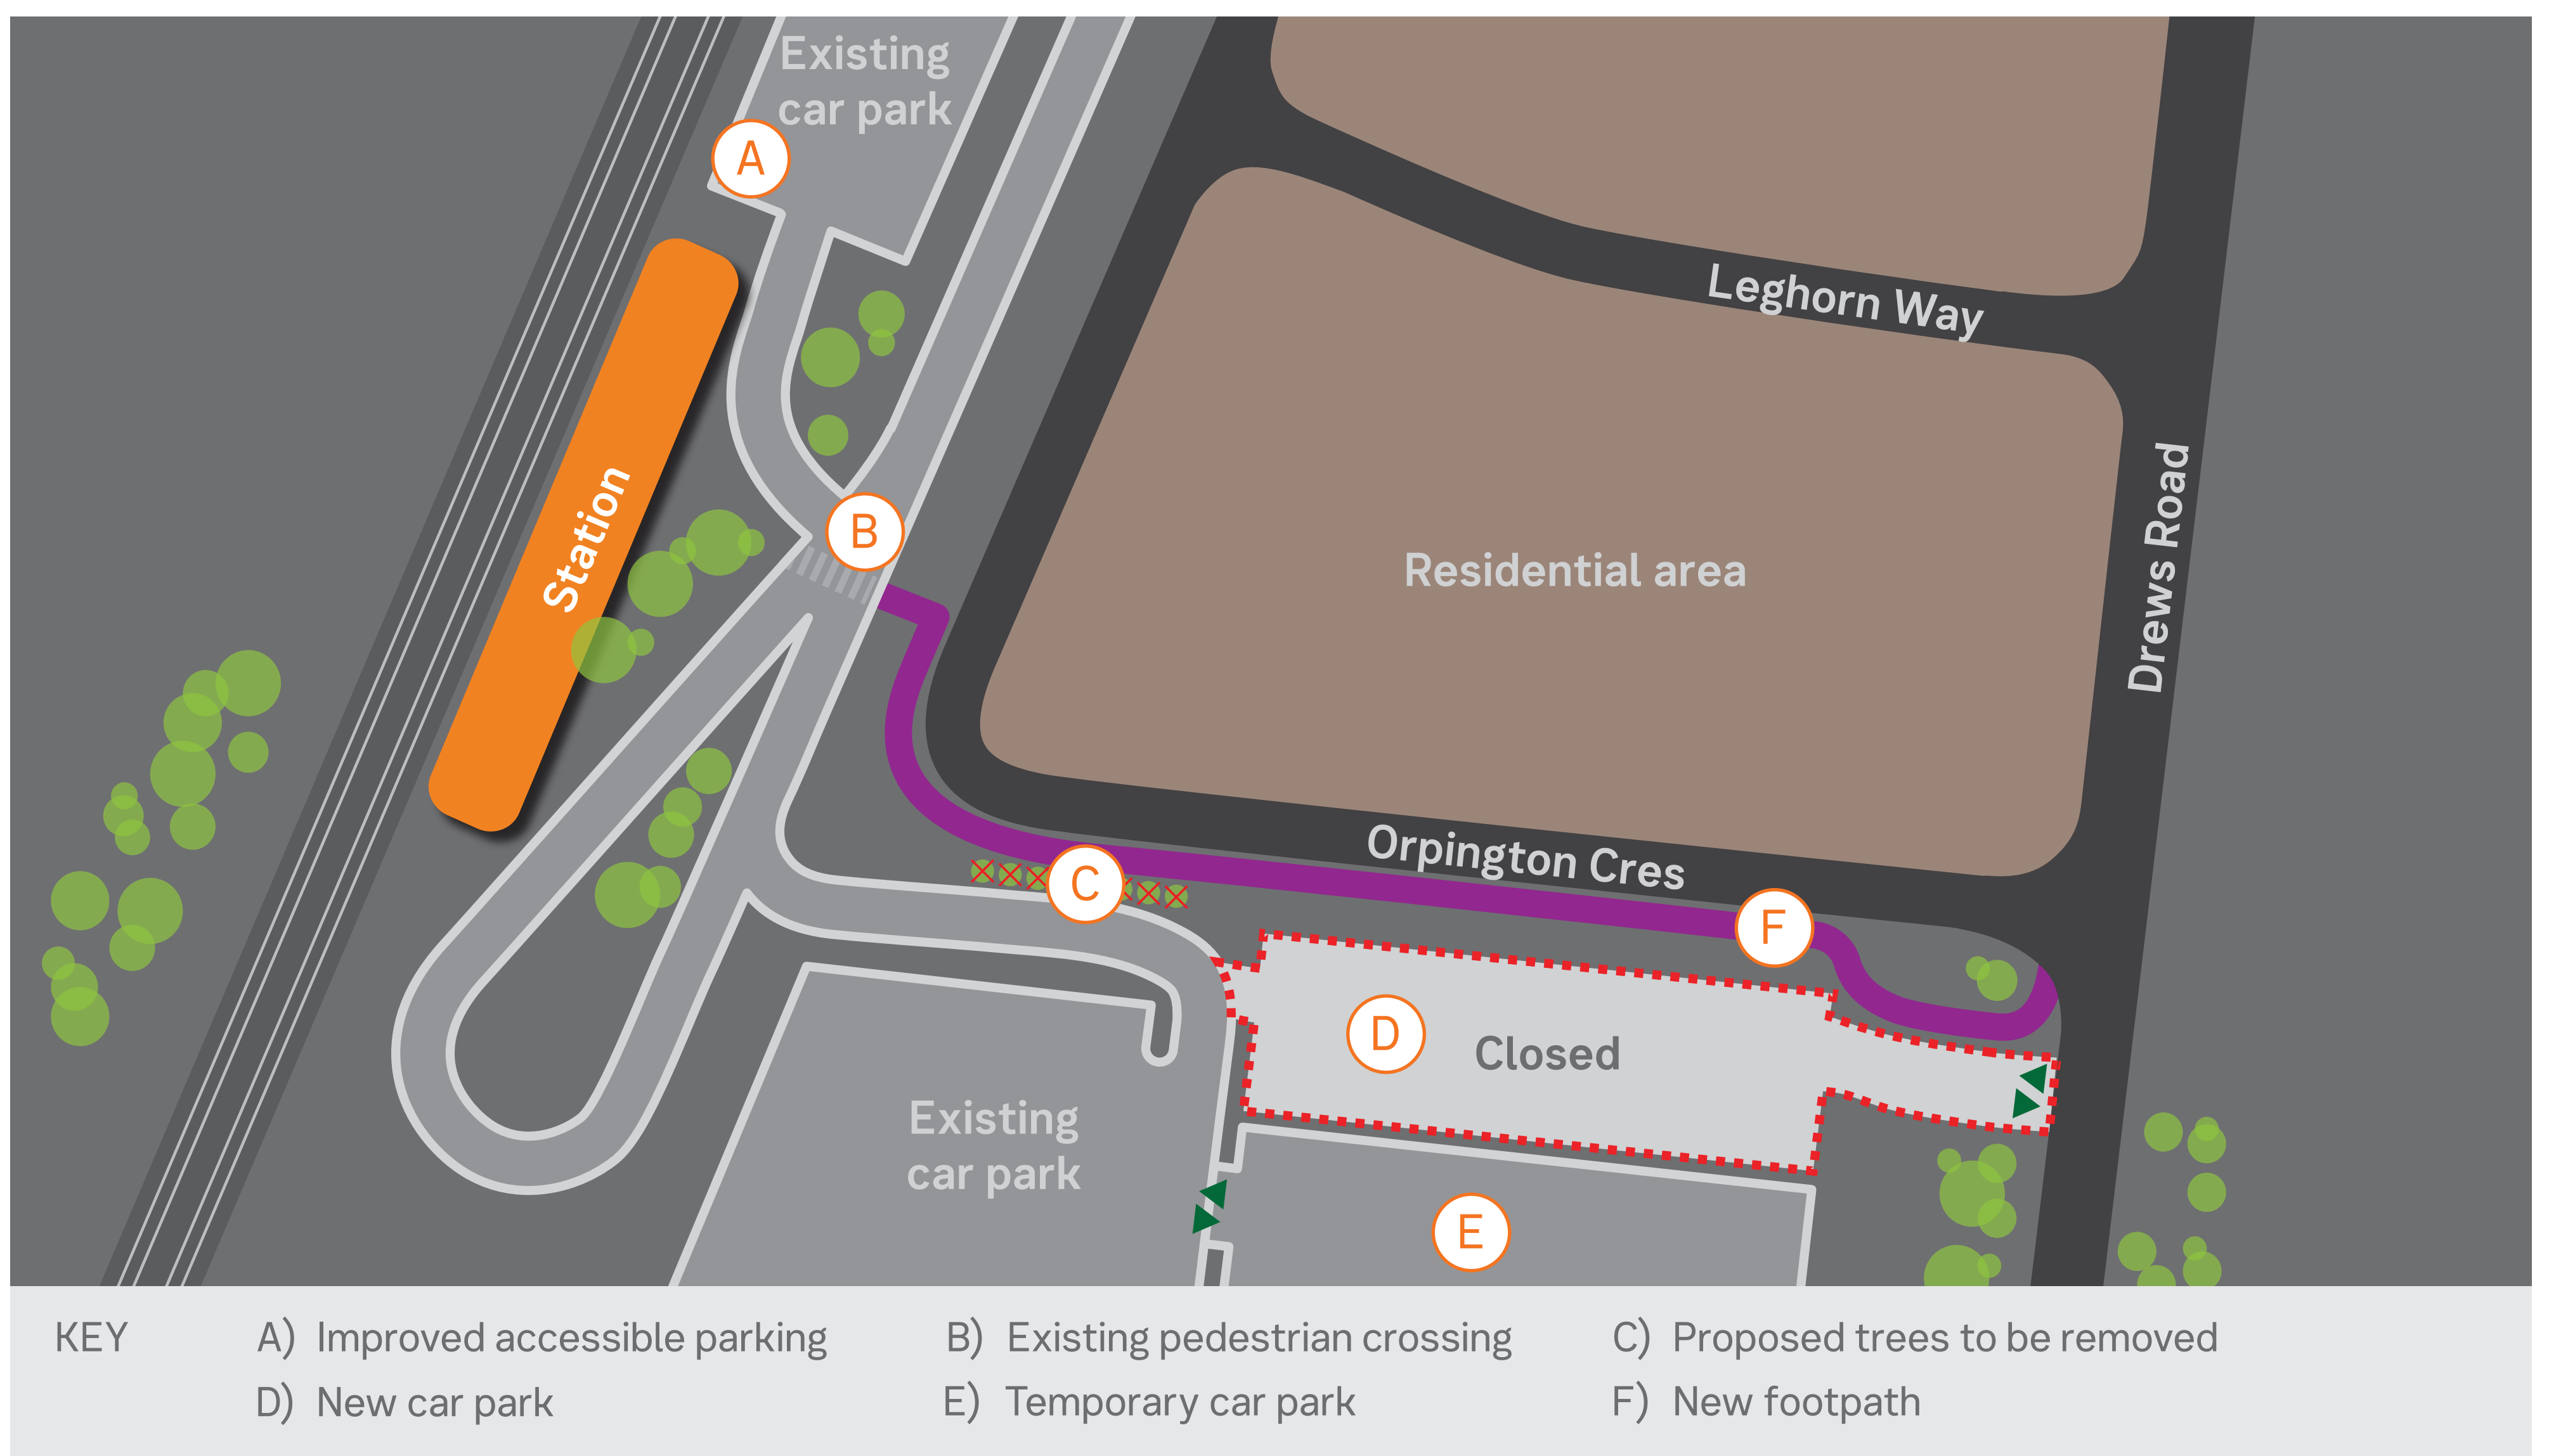 Existing
car park
A
Leghorn Way
Station
B
Residential area
Drews Road
Orpington Cres
C
F
D
Closed
Existing
car park
E
KEY
A) Improved accessible parking
B) Existing pedestrian crossing
C) Proposed trees to be removed
D) New car park
E) Temporary car park
F) New footpath